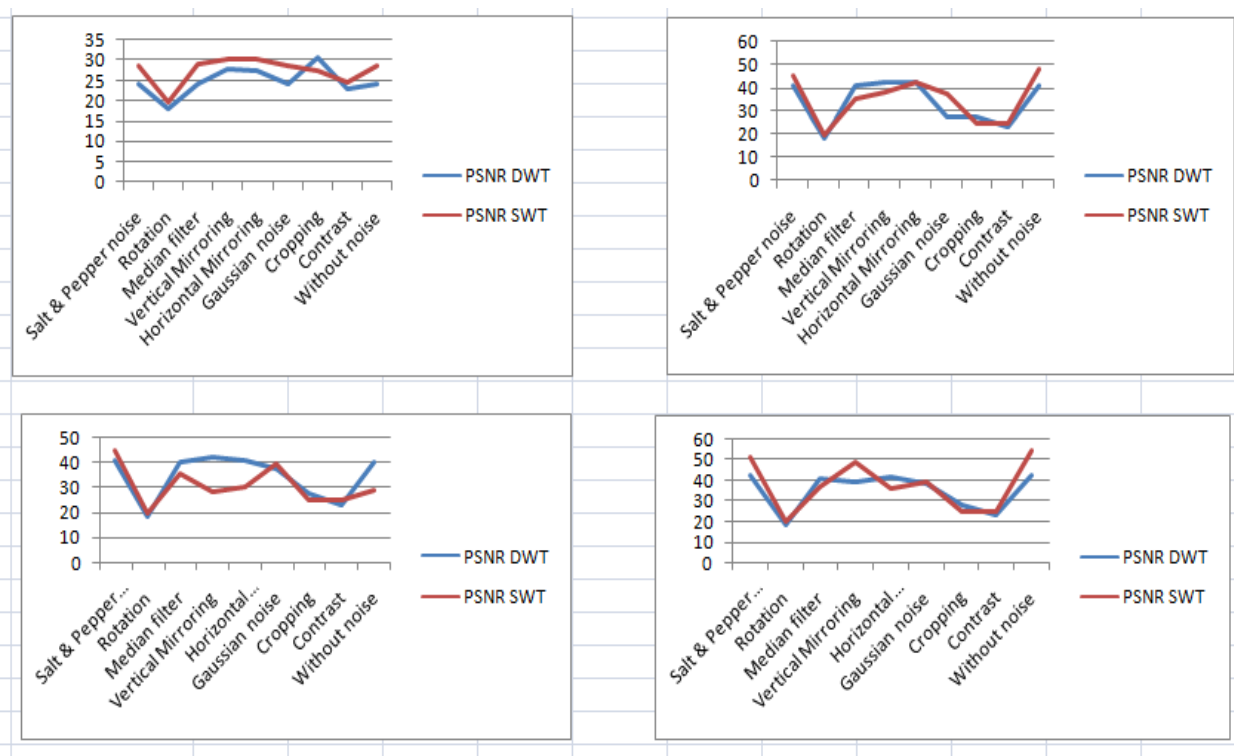 35
30
25
20
15
10
5
0
PSNR DWT
PSNR SWT
Salt & Pepper noise
Rotation
Median filter
Vertical Mirroring
Horizontal Mirroring
Gaussian noise
Cropping
Contrast
Without noise
60
50
40
30
20
10
0
PSNR DWT
PSNR SWT
Salt & Pepper noise
Rotation
Median filter
Vertical Mirroring
Horizontal Mirroring
Gaussian noise
Cropping
Contrast
Without noise
50
40
30
20
10
0
PSNR DWT
PSNR SWT
Salt & Pepper...
Rotation
Median filter
Vertical Mirroring
Horizontal...
Gaussian noise
Cropping
Contrast
Without noise
60
50
40
30
20
10
0
PSNR DWT
PSNR SWT
Salt & Pepper...
Rotation
Median filter
Vertical Mirroring
Horizontal...
Gaussian noise
Cropping
Contrast
Without noise